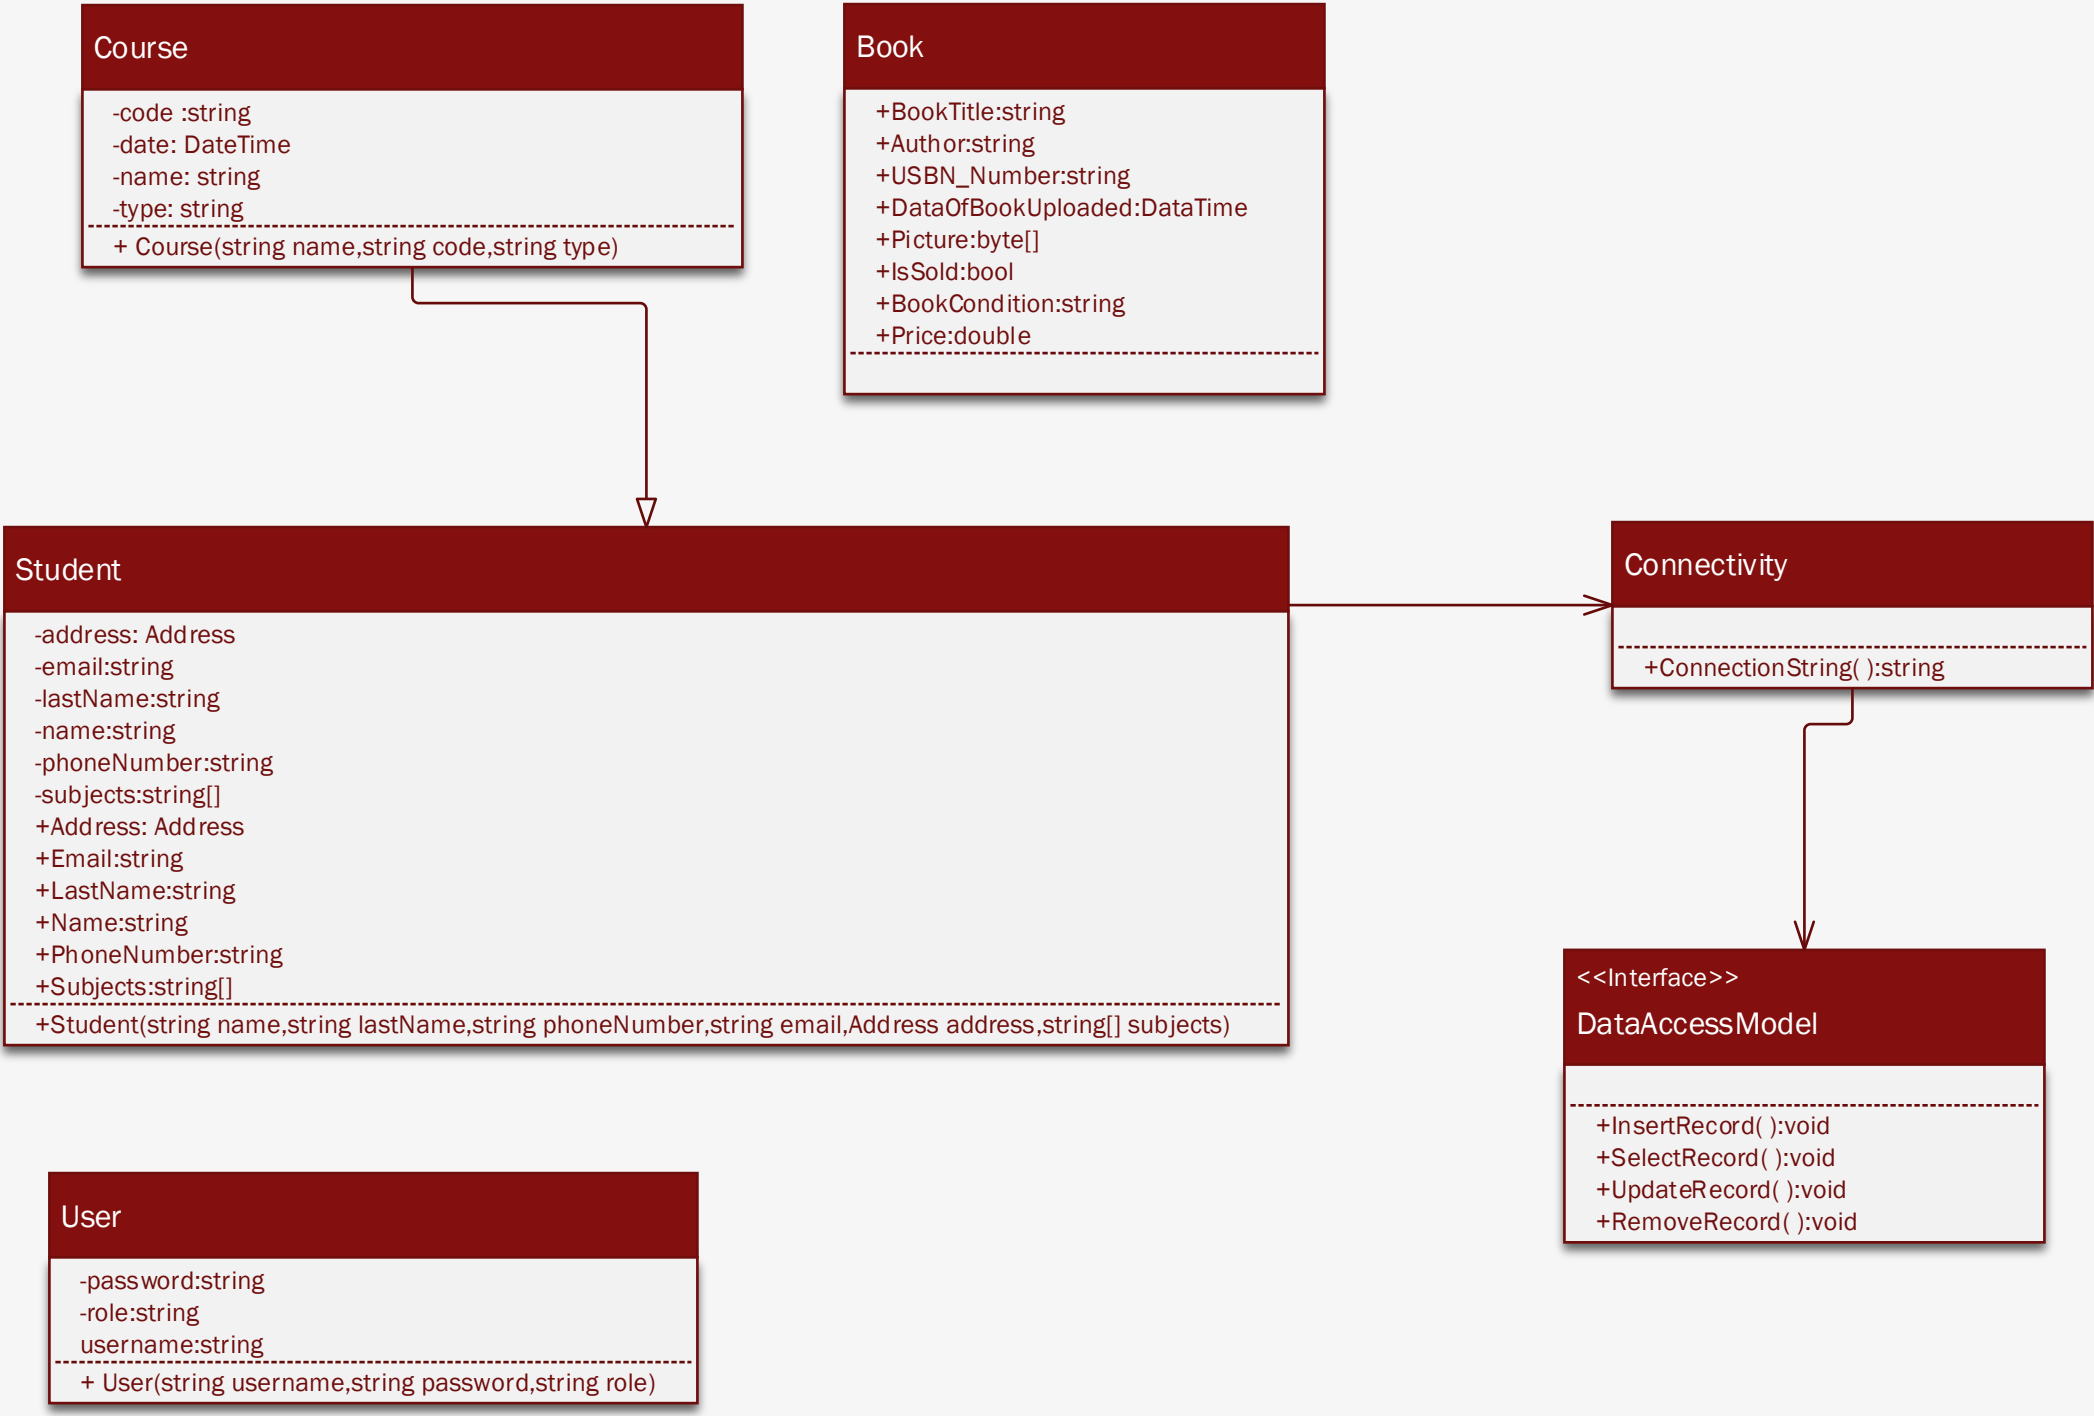 Course
-code :string
-date: DateTime
-name: string
-type: string
+ Course(string name,string code,string type)
Book
+BookTitle:string
+Author:string
+USBN_Number:string
+DataOfBookUploaded:DataTime
+Picture:byte[]
+IsSold:bool
+BookCondition:string
+Price:double
Student
-address: Address
-email:string
-lastName:string
-name:string
-phoneNumber:string
-subjects:string[]
+Address: Address
+Email:string
+LastName:string
+Name:string
+PhoneNumber:string
+Subjects:string[]
+Student(string name,string lastName,string phoneNumber,string email,Address address,string[] subjects)
Connectivity
+ConnectionString( ):string
<<Interface>>
DataAccessModel
+InsertRecord( ):void
+SelectRecord( ):void
+UpdateRecord( ):void
+RemoveRecord( ):void
User
-password:string
-role:string
username:string
+ User(string username,string password,string role)